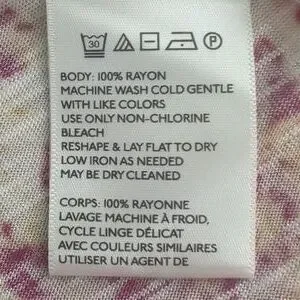 30 P
BODY: 100% RAYON
MACHINE WASH COLD GENTLE
WITH LIKE COLORS
USE ONLY NON-CHLORINE
BLEACH
RESHAPE & LAY FLAT TO DRY
LOW IRON AS NEEDED
MAY BE DRY CLEANED
CORPS: 100% RAYONNE
LAVAGE MACHINE À FROID,
CYCLE LINGE DÉLICAT
AVEC COULEURS SIMILAIRES
UTILISER UN AGENT DE